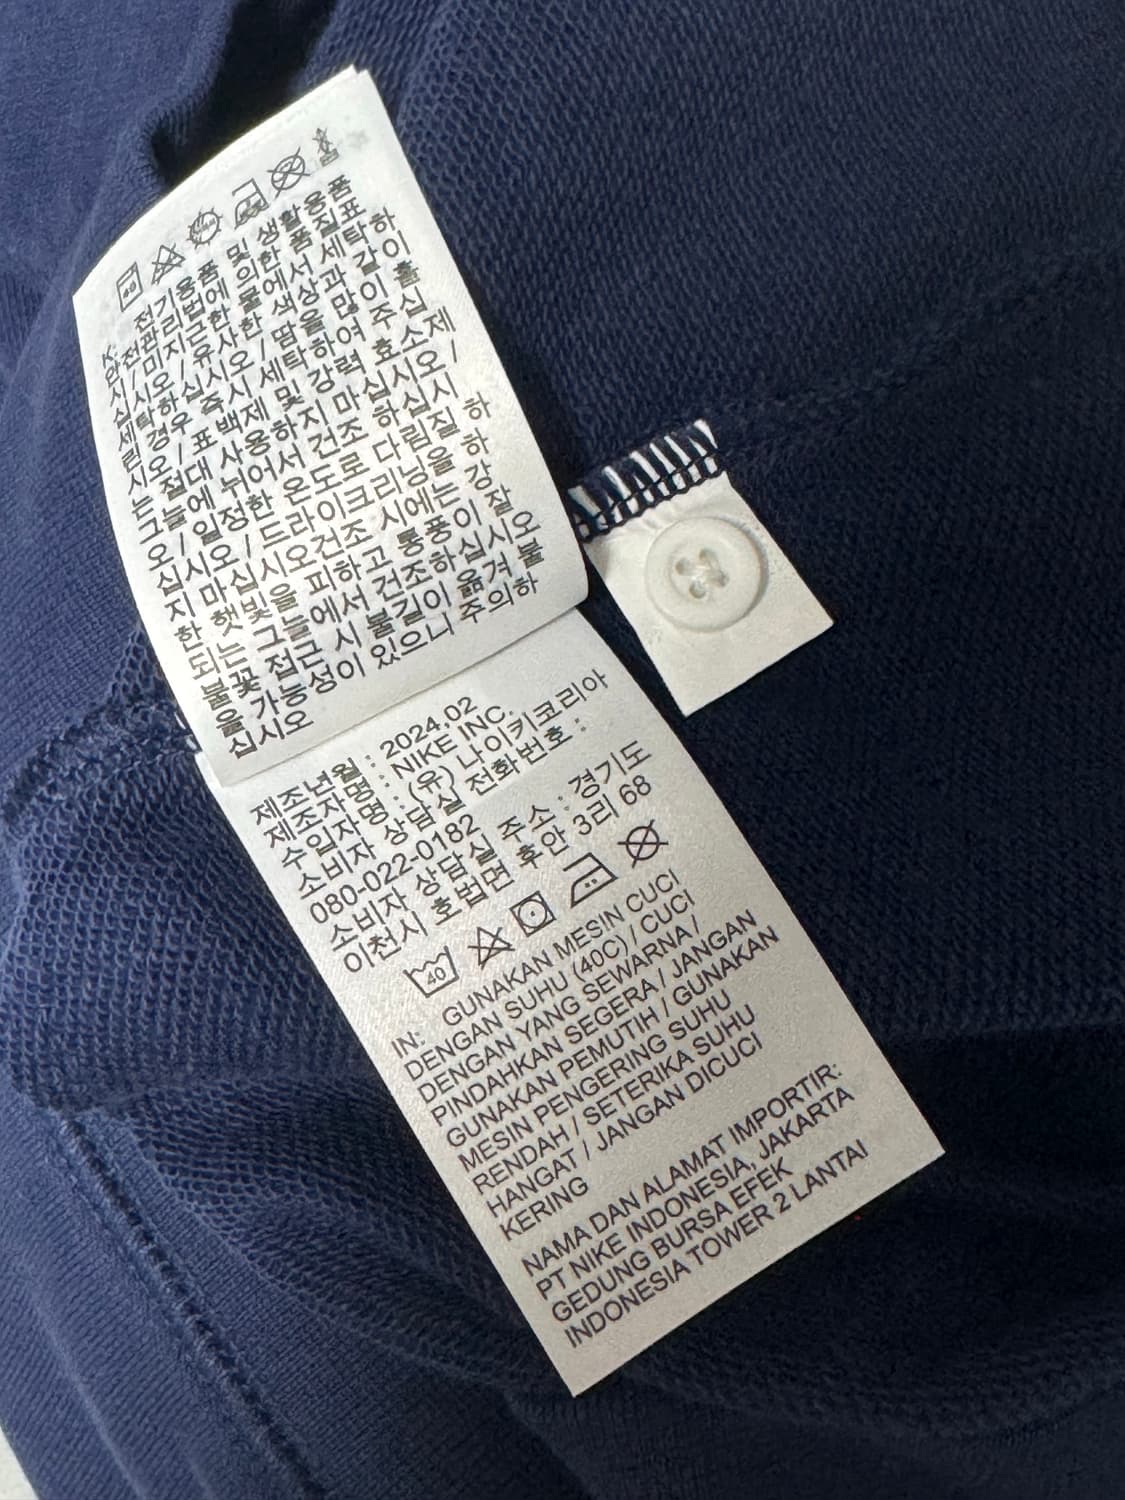 K: 전기용품 및 생활용품
안전관리법에 의한 품질표
시/미지근한 물에서 세탁하
십시오/유사한 색상과 같이
세탁하십시오/땀을 많이 흘
린 경우 즉시 세탁하여 주십
시오/표백제 및 강력 효소제
는 절대 사용하지 마십시오/
그늘에 뉘어서 건조 하십시
오/일정한 온도로 다림질 하
십시오/드라이크리닝을 하
지 마십시오건조 시에는 강
한 햇빛을 피하고 통풍이 잘
되는 그늘에서 건조하십시오
불꽃 접근 시 불길이 옮겨 붙
을 가능성이 있으니 주의하
십시오
제조년월 : 2024,02
제조자명 : NIKE INC.
수입자명 : (유) 나이키코리아
소비자 상담실 전화번호 :
080-022-0182
소비자 상담실 주소 : 경기도
이천시 호법면 후안 3리 68
40
IN: GUNAKAN MESIN CUCI
DENGAN SUHU (40C) / CUCI
DENGAN YANG SEWARNA /
PINDAHKAN SEGERA / JANGAN
GUNAKAN PEMUTIH / GUNAKAN
MESIN PENGERING SUHU
RENDAH / SETERIKA SUHU
HANGAT / JANGAN DICUCI
KERING
NAMA DAN ALAMAT IMPORTIR:
PT NIKE INDONESIA, JAKARTA
GEDUNG BURSA EFEK
INDONESIA TOWER 2 LANTAI